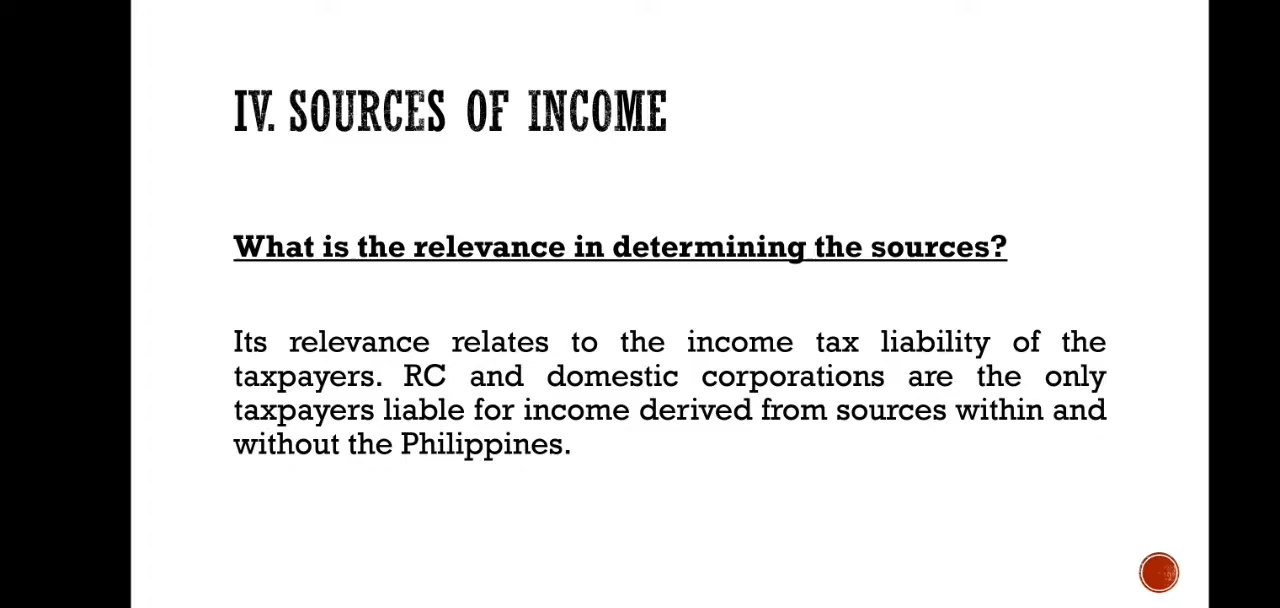 IV. SOURCES OF INCOME
What is the relevance in determining the sources?
Its relevance relates to the income tax liability of the
taxpayers. RC and domestic corporations are the only
taxpayers liable for income derived from sources within and
without the Philippines.